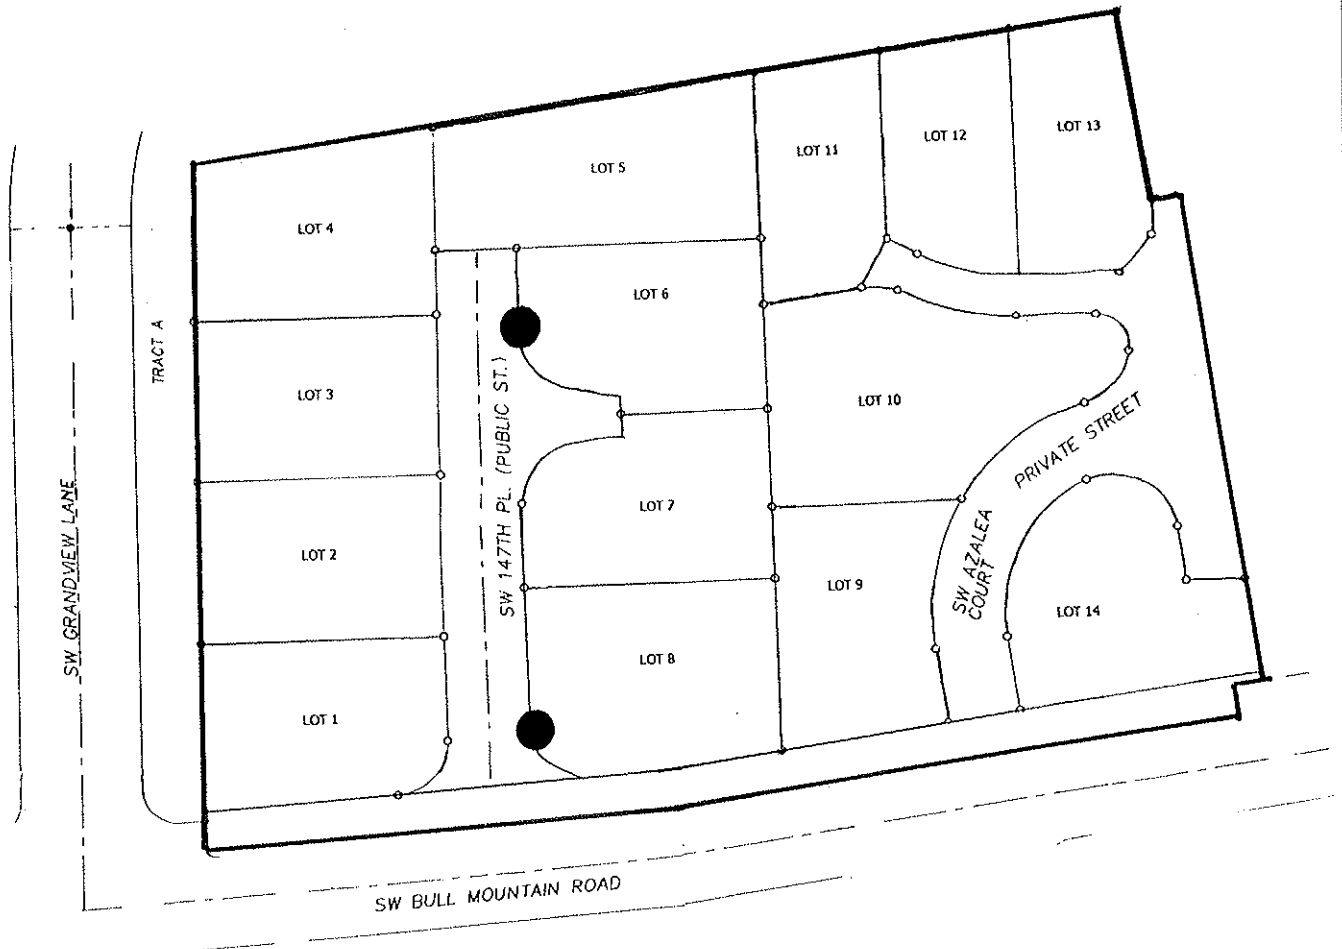 LOT 13
LOT 12
LOT 11
LOT 5
LOT 4
LOT 6
TRACT A
LOT 3
LOT 10
SW 147TH PL. (PUBLIC ST.)
PRIVATE STREET
LOT 7
LOT 2
SW GRANDVIEW LANE
SW AZALEA
COURT
LOT 9
LOT 14
LOT 8
LOT 1
SW BULL MOUNTAIN ROAD